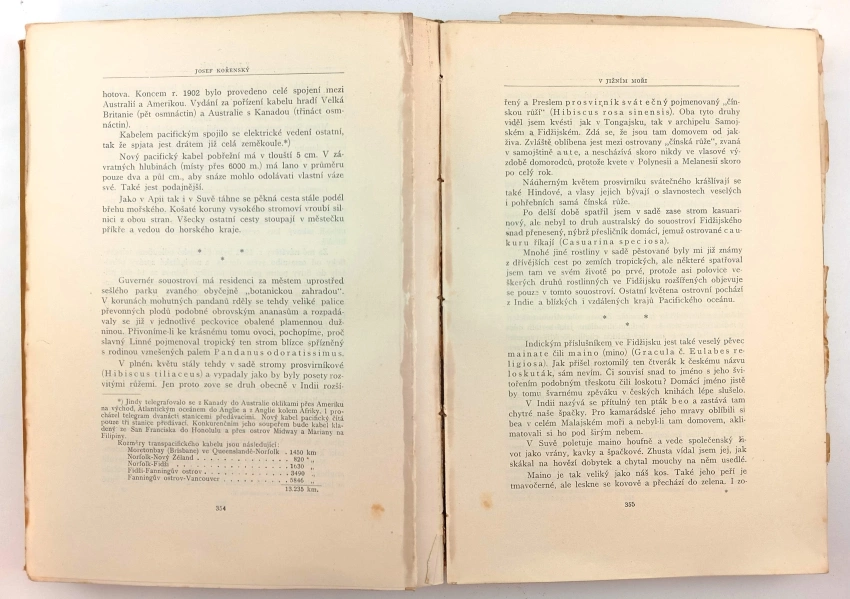 JOSEF KOŘENSKÝ
hotova. Koncem r. 1902 bylo provedeno celé spojení mezi
Australií a Amerikou. Vydání za pořízení kabelu hradí Velká
Britanie (pět osmnáctin) a Australie s Kanadou (třináct osm-
náctin).
Kabelem pacifickým spojilo se elektrické vedení ostatní,
tak že spjata jest drátem již celá zeměkoule.*)
Nový pacifický kabel pobřežní má v tloušti 5 cm. V zá-
vratných hlubinách (místy přes 6000 m.) má lano v průměru
pouze dva a půl cm., aby snáze mohlo odolávati vlastní váze
své. Také jest podajnější.
Jako v Apii tak i v Suvě táhne se pěkná cesta stále podél
břehu mořského. Košaté koruny vysokého stromoví vroubí sil-
nici z obou stran. Všecky ostatní cesty stoupají v městečku
příkře a vedou do horského kraje.
* *
*
Guvernér souostroví má residenci za městem uprostřed
sešlého parku zvaného obyčejně „botanickou zahradou“.
V korunách mohutných pandanů rděly se tehdy veliké palice
převonných plodů podobné obrovským ananasům a rozpadá-
valy se již v jednotlivé peckovice obalené plamennou duž-
ninou. Přivoníme-li ke krásnému tomu ovoci, pochopíme, proč
slavný Linné pojmenoval tropický ten strom blízce spřízněný
s rodinou vznešených palem Pandanus odoratissimus.
V plném květu stály tehdy v sadě stromy prosvirníkové
(Hibiscus tiliaceus) a vypadaly jako by byly posety roz-
vitými růžemi. Jen proto zove se druh obecně v Indii rozší-
*) Jindy telegrafovalo se z Kanady do Australie oklikami přes Ameriku
na východ, Atlantickým oceánem do Anglie a z Anglie kolem Afriky. I pro-
cházel telegram dvanácti stanicemi předávacími. Nový kabel pacifický čítá
pouze tři stanice předávací. Konkurenčním jeho soupeřem bude kabel kla-
dený ze San Franciska do Honolulu a přes ostrov Midway a Mariany na
Filipiny.
Rozměry transpacifického kabelu jsou následující:
Moretonbay (Brisbane) ve Queenslandě-Norfolk . 1450 km
Norfolk-Nový Zéland . . . . . . . . . . . 820 „
Norfolk-Fidži . . . . . . . . . . . . . 1630 „
Fidži-Fanningův ostrov . . . . . . . . . . 3490 „
Fanningův ostrov-Vancouver . . . . . . . . 5846 „
13.235 km.
354
V JIŽNÍM MOŘI
řený a Preslem prosvirník svátečný pojmenovaný „čín-
skou růží“ (Hibiscus rosa sinensis). Oba tyto druhy
viděl jsem kvésti jak v Tongajsku, tak v archipelu Samoj-
ském a Fidžijském. Zdá se, že jsou tam domovem od jak-
živa. Zvláště oblíbena jest mezi ostrovany „čínská růže“, zvaná
v samojštině aute, a neschází skoro nikdy ve vlasové vý-
zdobě domorodců, protože kvete v Polynesii a Melanesii skoro
po celý rok.
Nádherným květem prosvirníku svátečného krášlívají se
také Hindové, a vlasy jejich bývají o slavnostech veselých
i pohřebních samá čínská růže.
Po delší době spatřil jsem v sadě zase strom kasuari-
nový, ale nebyl to druh australský do souostroví Fidžijského
snad přenesený, nýbrž přesličník domácí, jemuž ostrované cau-
kuru říkají (Casuarina speciosa).
Mnohé jiné rostliny v sadě pěstované byly mi již známy
z dřívějších cest po zemích tropických, ale některé spatřoval
jsem tam ve svém životě po prvé, protože asi polovice ve-
škerých druhů rostlinných ve Fidžijsku rozšířených objevuje
se pouze v tomto souostroví. Ostatní květena ostrovní pochází
z Indie a blízkých i vzdálených krajů Pacifického oceánu.
* *
*
Indickým příslušníkem ve Fidžijsku jest také veselý pěvec
mainate čili maino (mino) (Gracula č. Eulabes re-
ligiosa). Jak přišel roztomilý ten čtverák k českému názvu
loskuták, sám nevím. Či souvisí snad to jméno s jeho švi-
tořením podobným třeskotu čili loskotu? Domácí jméno jistě
by tomu švarnému zpěváku v českých knihách lépe slušelo.
V Indii nazývá se přítulný ten pták beo a zastává tam
chytré naše špačky. Pro kamarádské jeho mravy oblíbili si
bea v celém Malajském moři a nebyl-li tam domovem, akli-
matovali si ho pod širým nebem.
V Suvě poletuje maino houfně a vede společenský ži-
vot jako vrány, kavky a špačkové. Zhusta vídal jsem jej, jak
skákal na hovězí dobytek a chytal mouchy na něm usedlé.
Maino je tak veliký jako náš kos. Také jeho peří je
tmavočerné, ale leskne se kovově a přechází do zelena. I zo-
*
355